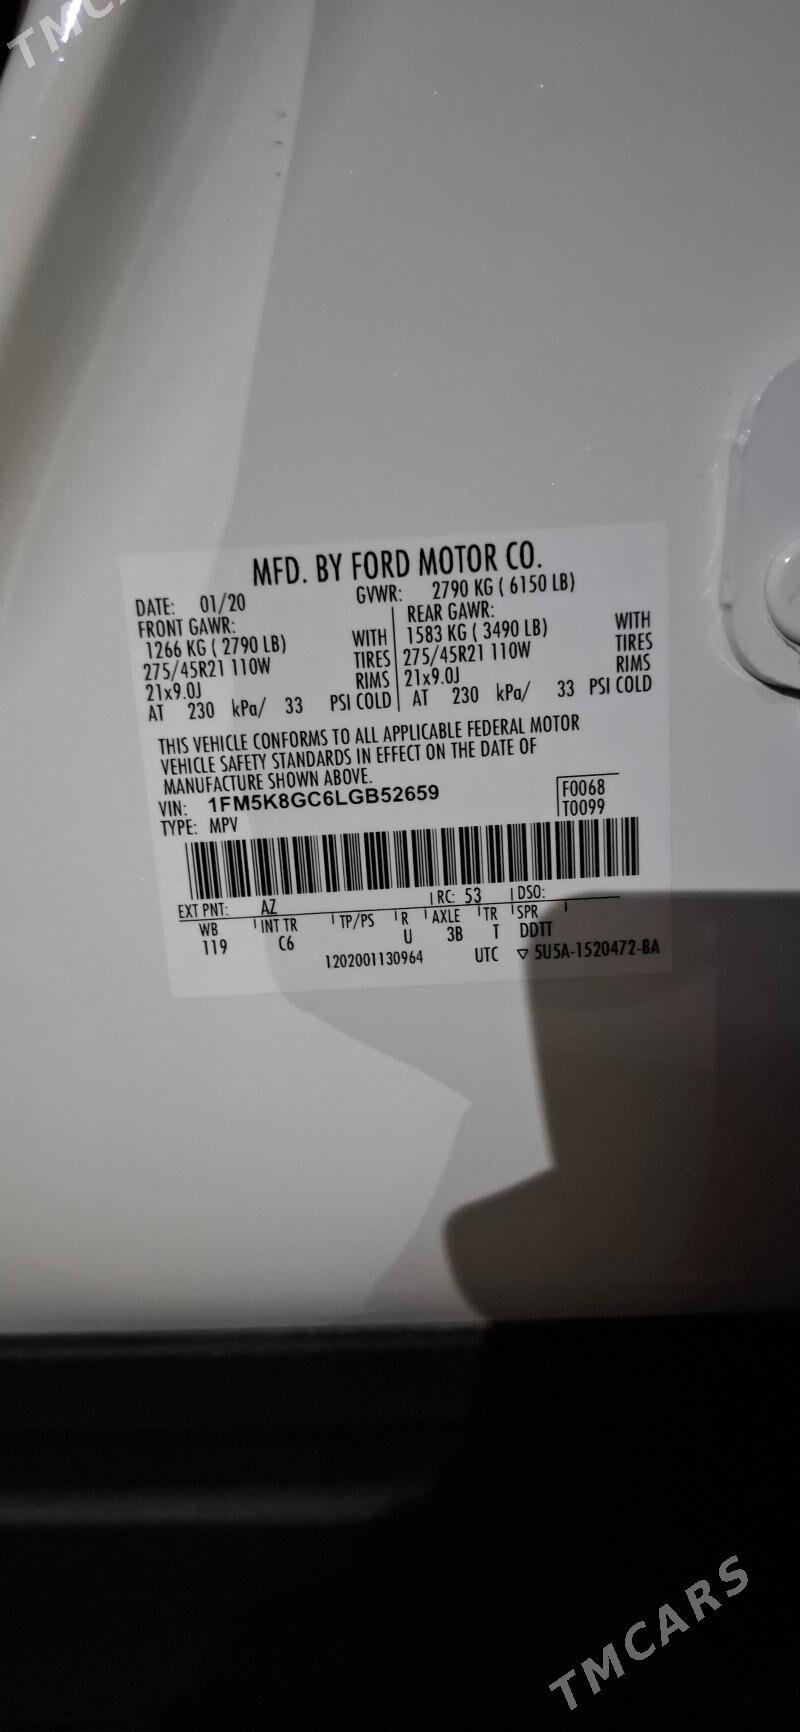 TMCA
MFD. BY FORD MOTOR CO.
DATE: 01/20 GVWR: 2790 KG ( 6150 LB)
FRONT GAWR: REAR GAWR:
1266 KG ( 2790 LB) WITH 1583 KG ( 3490 LB) WITH
275/45R21 110W TIRES 275/45R21 110W TIRES
21x9.0J RIMS 21x9.0J RIMS
AT 230 kPa/ 33 PSI COLD AT 230 kPa/ 33 PSI COLD
THIS VEHICLE CONFORMS TO ALL APPLICABLE FEDERAL MOTOR
VEHICLE SAFETY STANDARDS IN EFFECT ON THE DATE OF
MANUFACTURE SHOWN ABOVE.
VIN: 1FM5K8GC6LGB52659 F0068
TYPE: MPV T0099
EXT PNT: AZ RC: 53 DSO:
WB INT TR TP/PS R AXLE TR SPR
119 C6 U 3B T DDTT
1202001130964 UTC ▽ 5U5A-1520472-BA
TMCARS